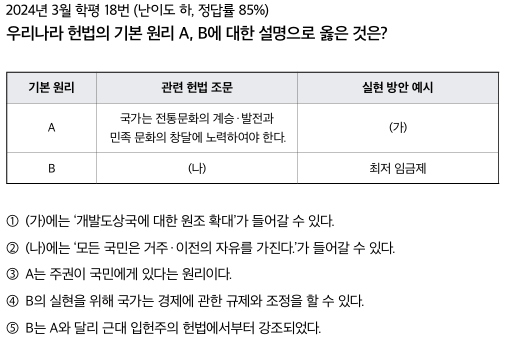 2024년 3월 학평 18번 (난이도 하, 정답률 85%)
우리나라 헌법의 기본 원리 A, B에 대한 설명으로 옳은 것은?
기본 원리 관련 헌법 조문 실현 방안 예시
A 국가는 전통문화의 계승·발전과 민족 문화의 창달에 노력하여야 한다. (가)
B (나) 최저 임금제
① (가)에는 ‘개발도상국에 대한 원조 확대’가 들어갈 수 있다.
② (나)에는 ‘모든 국민은 거주·이전의 자유를 가진다.’가 들어갈 수 있다.
③ A는 주권이 국민에게 있다는 원리이다.
④ B의 실현을 위해 국가는 경제에 관한 규제와 조정을 할 수 있다.
⑤ B는 A와 달리 근대 입헌주의 헌법에서부터 강조되었다.